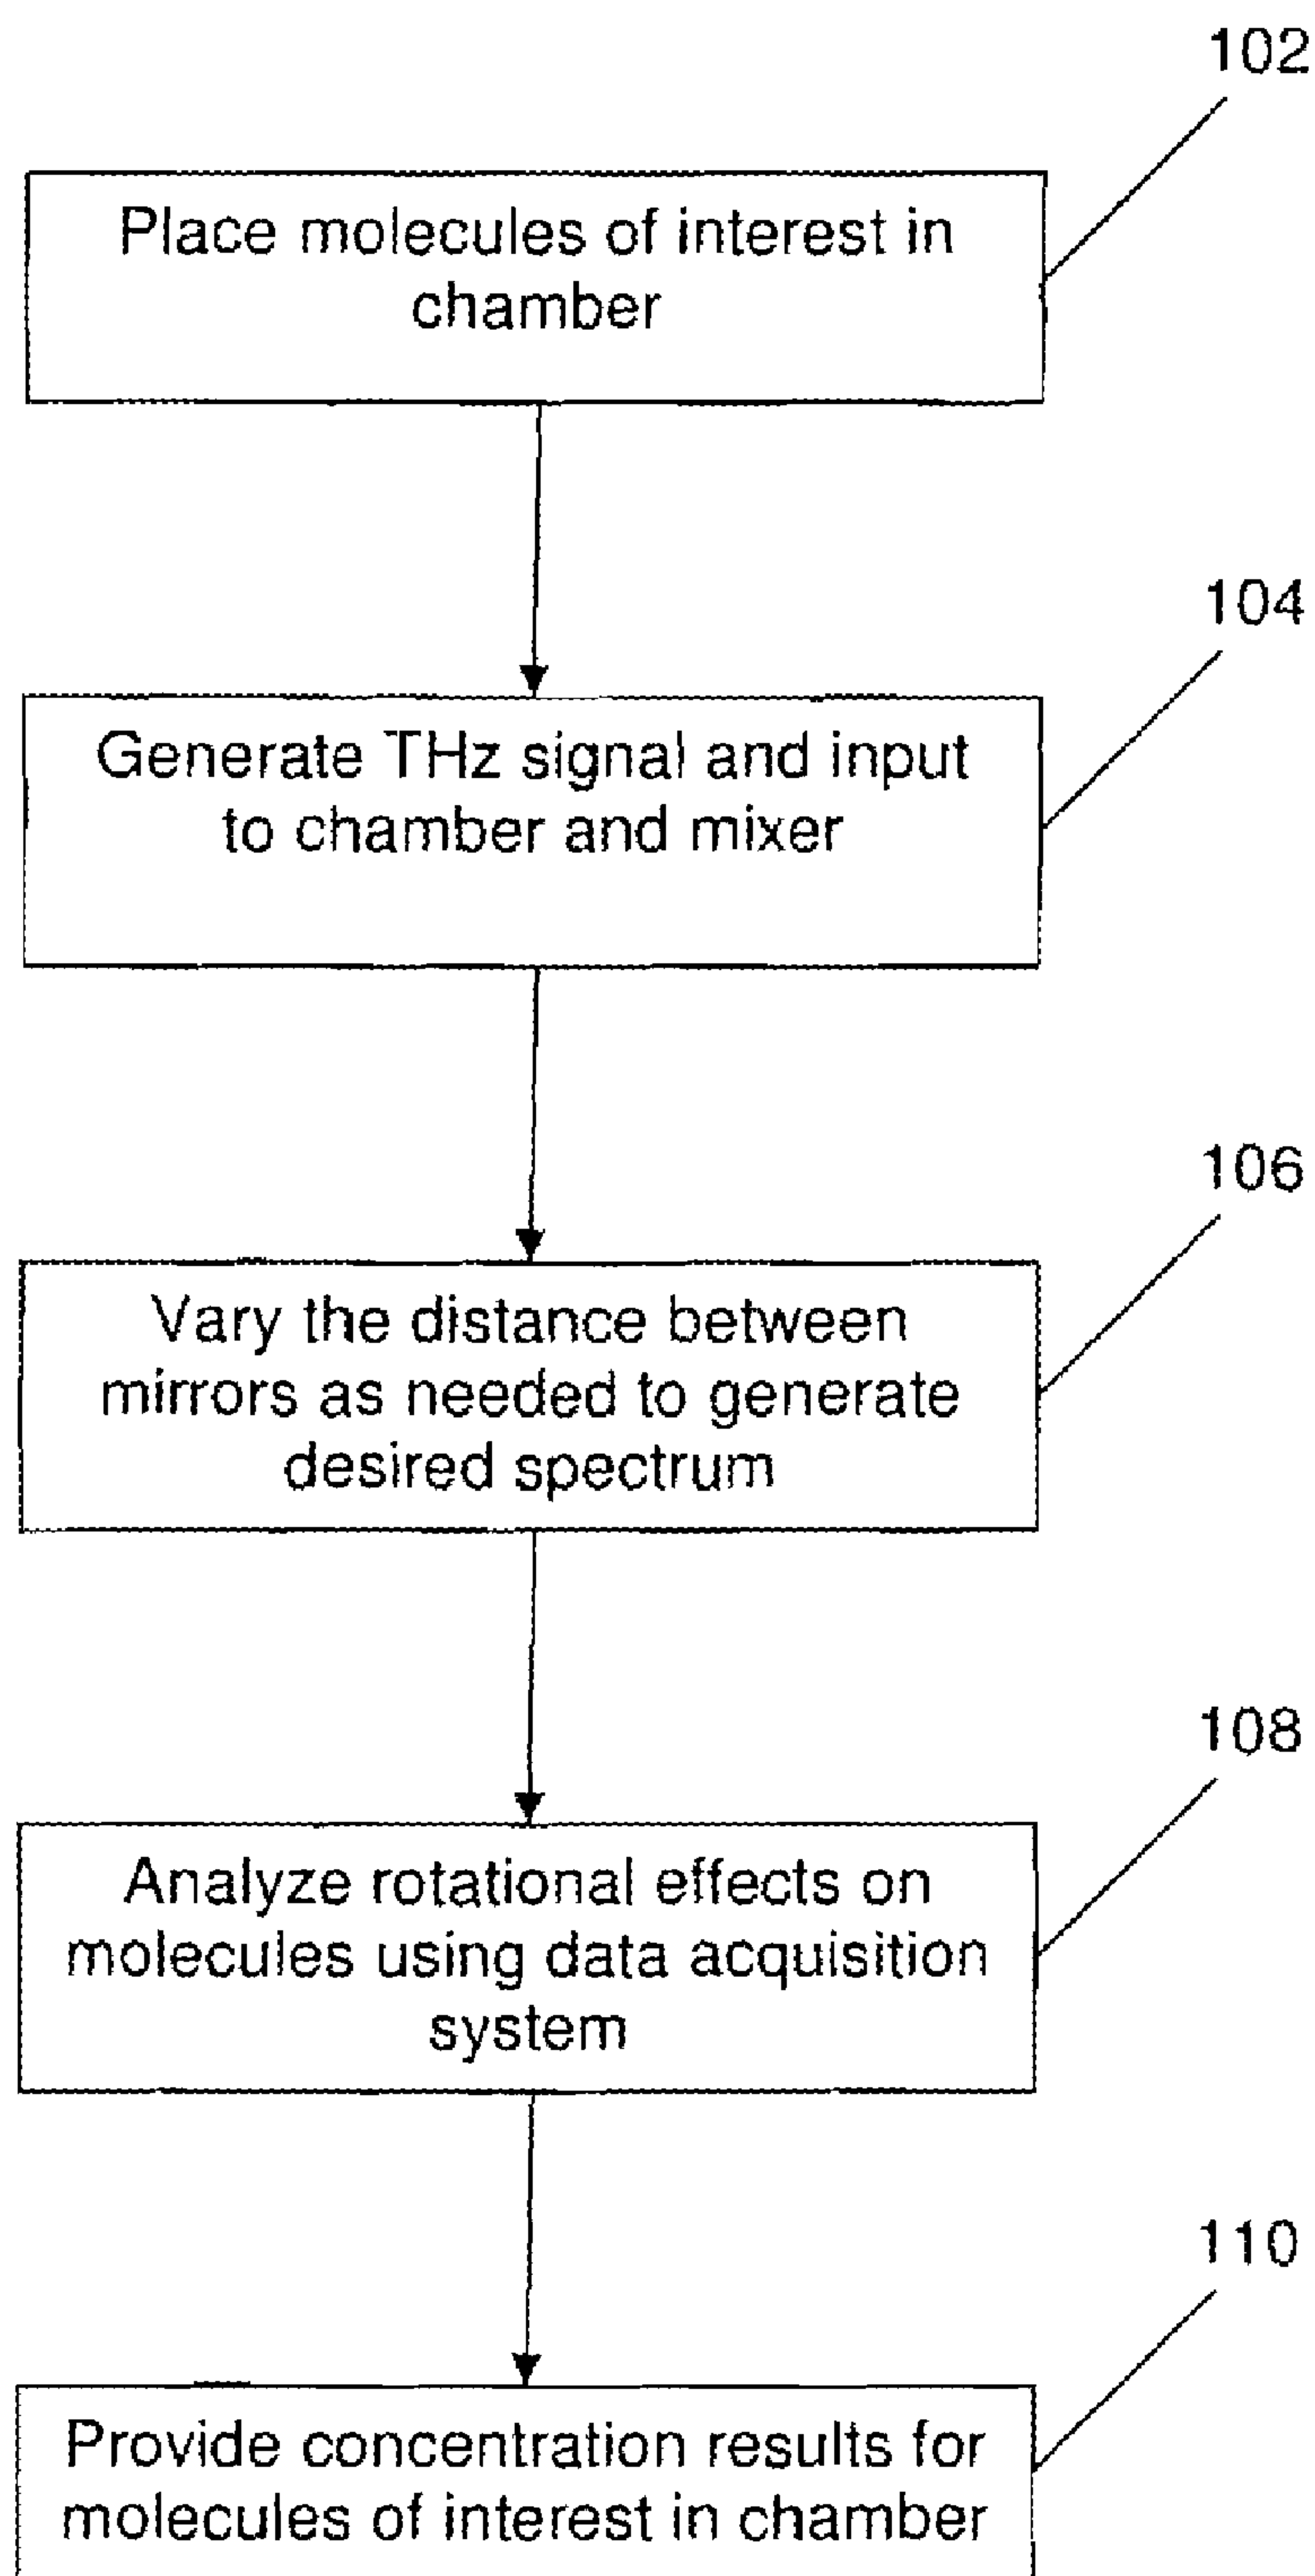 102
Place molecules of interest in
chamber
104
Generate THz signal and input
to chamber and mixer
106
Vary the distance between
mirrors as needed to generate
desired spectrum
108
Analyze rotational effects on
molecules using data acquisition
system
110
Provide concentration results for
molecules of interest in chamber